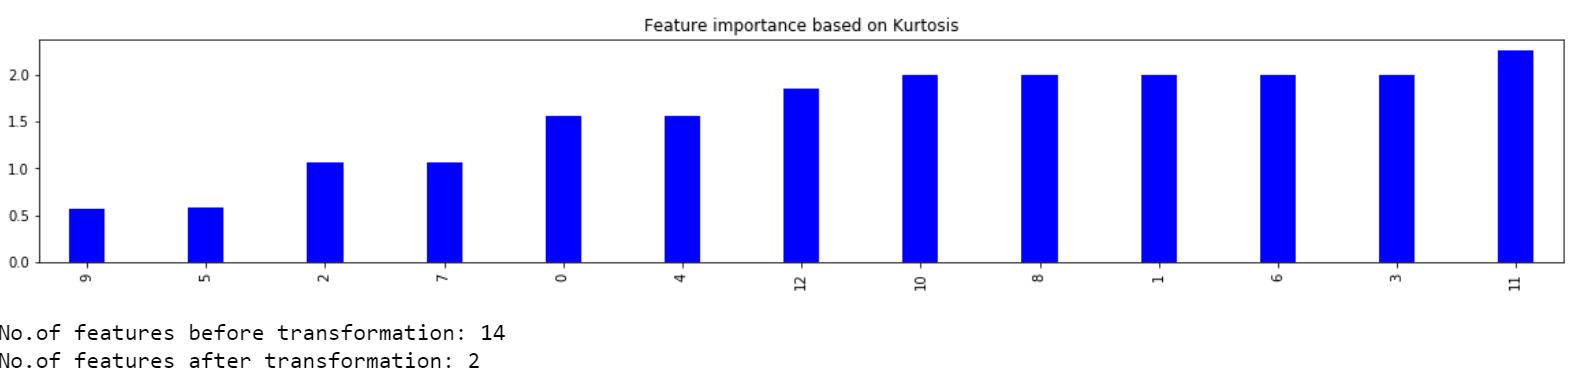 Feature importance based on Kurtosis
2.0
1.5
1.0
0.5
0.0
9 5 2 7 0 4 12 10 8 1 6 3 11
No.of features before transformation: 14
No.of features after transformation: 2